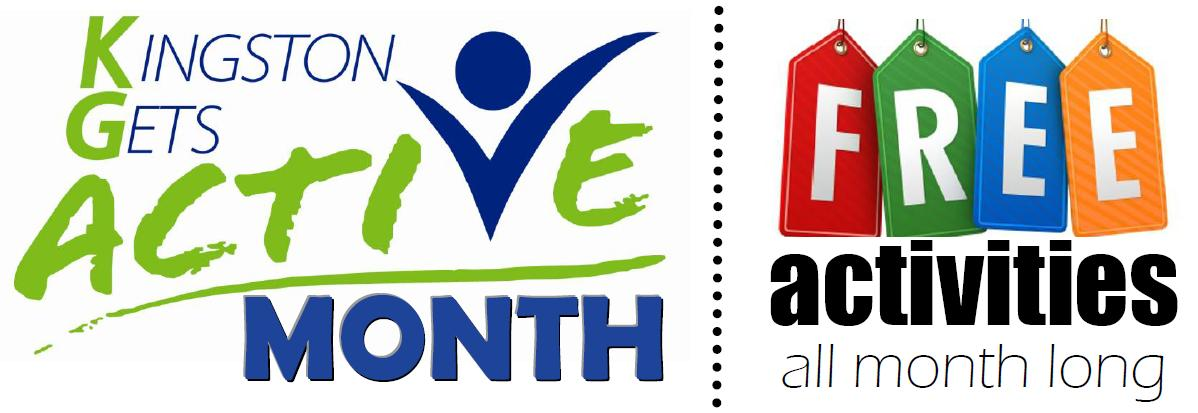 KINGSTON
GETS
ACTIVE
MONTH
FREE
activities
all month long